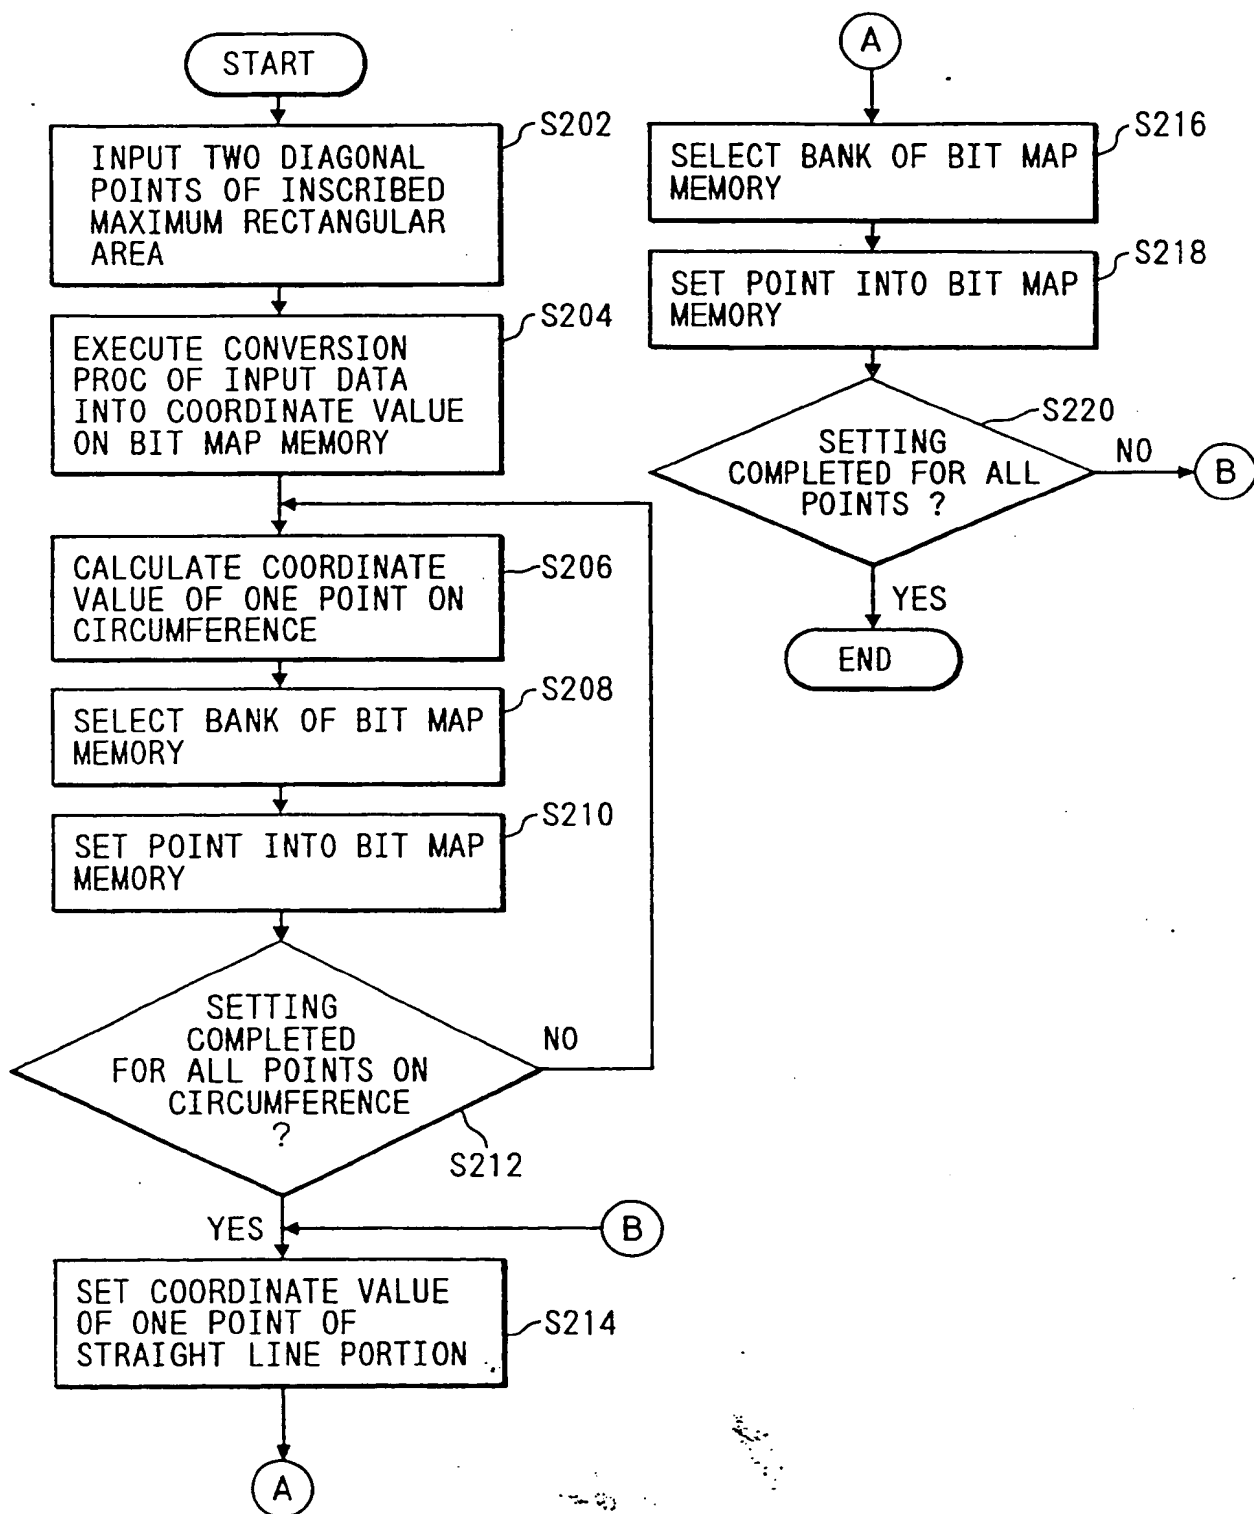 START
S202
INPUT TWO DIAGONAL
POINTS OF INSCRIBED
MAXIMUM RECTANGULAR
AREA
S204
EXECUTE CONVERSION
PROC OF INPUT DATA
INTO COORDINATE VALUE
ON BIT MAP MEMORY
S206
CALCULATE COORDINATE
VALUE OF ONE POINT ON
CIRCUMFERENCE
S208
SELECT BANK OF BIT MAP
MEMORY
S210
SET POINT INTO BIT MAP
MEMORY
SETTING
COMPLETED
FOR ALL POINTS ON
CIRCUMFERENCE
?
NO
S212
YES
B
SET COORDINATE VALUE
OF ONE POINT OF
STRAIGHT LINE PORTION
S214
A
A
S216
SELECT BANK OF BIT MAP
MEMORY
S218
SET POINT INTO BIT MAP
MEMORY
S220
SETTING
COMPLETED FOR ALL
POINTS ?
NO
B
YES
END